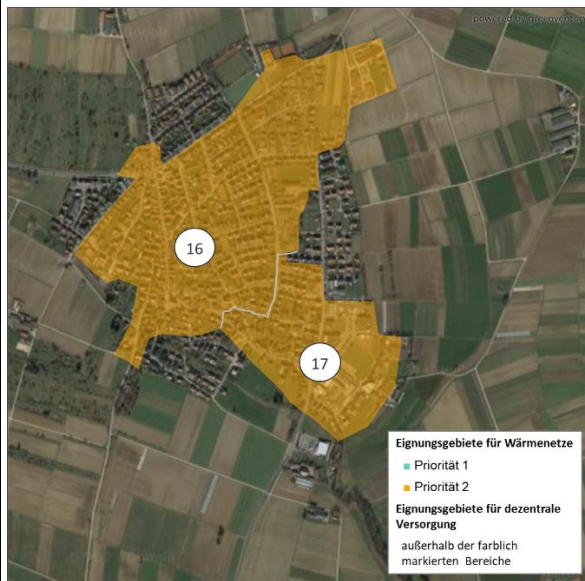 powered by greenventory
16
17
Eignungsgebiete für Wärmenetze
Priorität 1
Priorität 2
Eignungsgebiete für dezentrale
Versorgung
außerhalb der farblich
markierten Bereiche